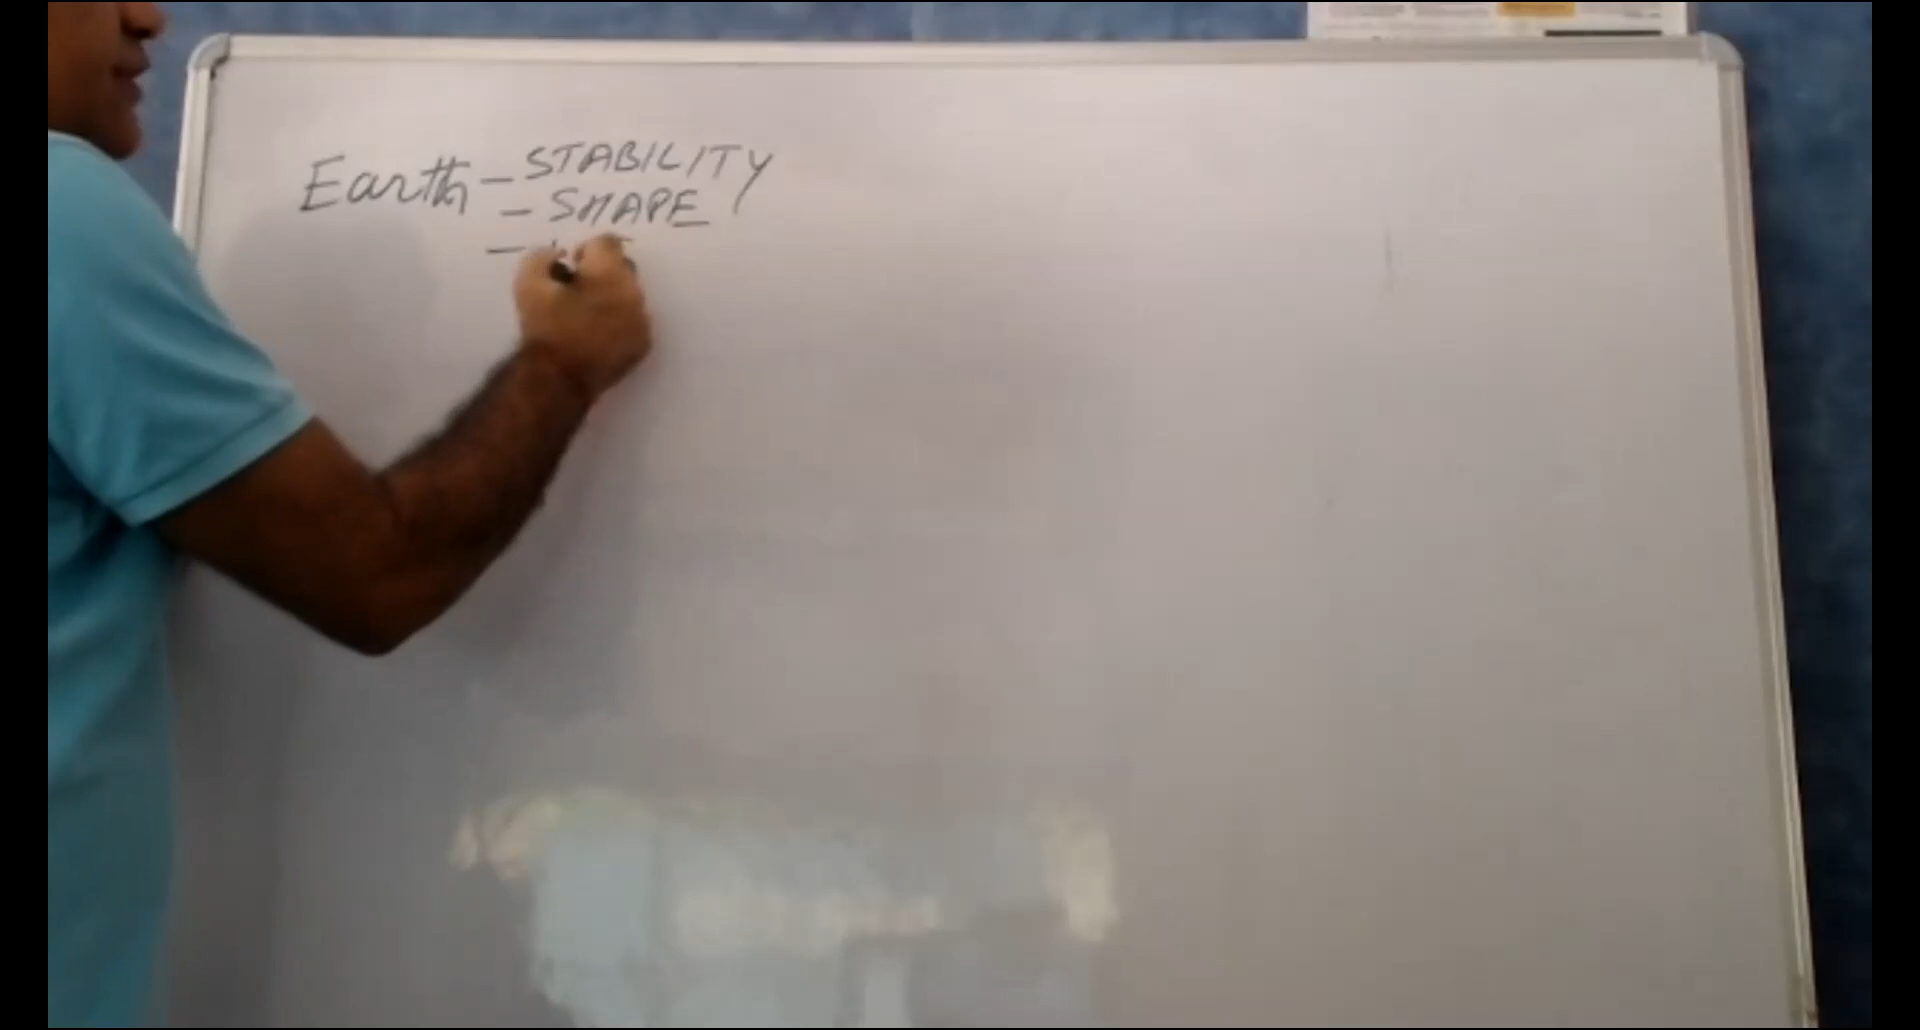 Earth – STABILITY
– SHAPE
–